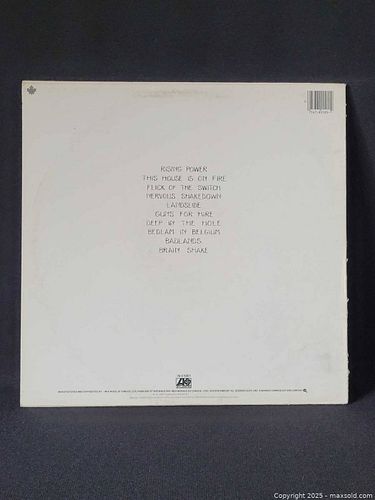 RISING POWER
THIS HOUSE IS ON FIRE
FLICK OF THE SWITCH
NERVOUS SHAKEDOWN
LANDSLIDE
GUNS FOR HIRE
DEEP IN THE HOLE
BEDLAM IN BELGIUM
BADLANDS
BRAIN SHAKE
Copyright 2025 - maxsold.com